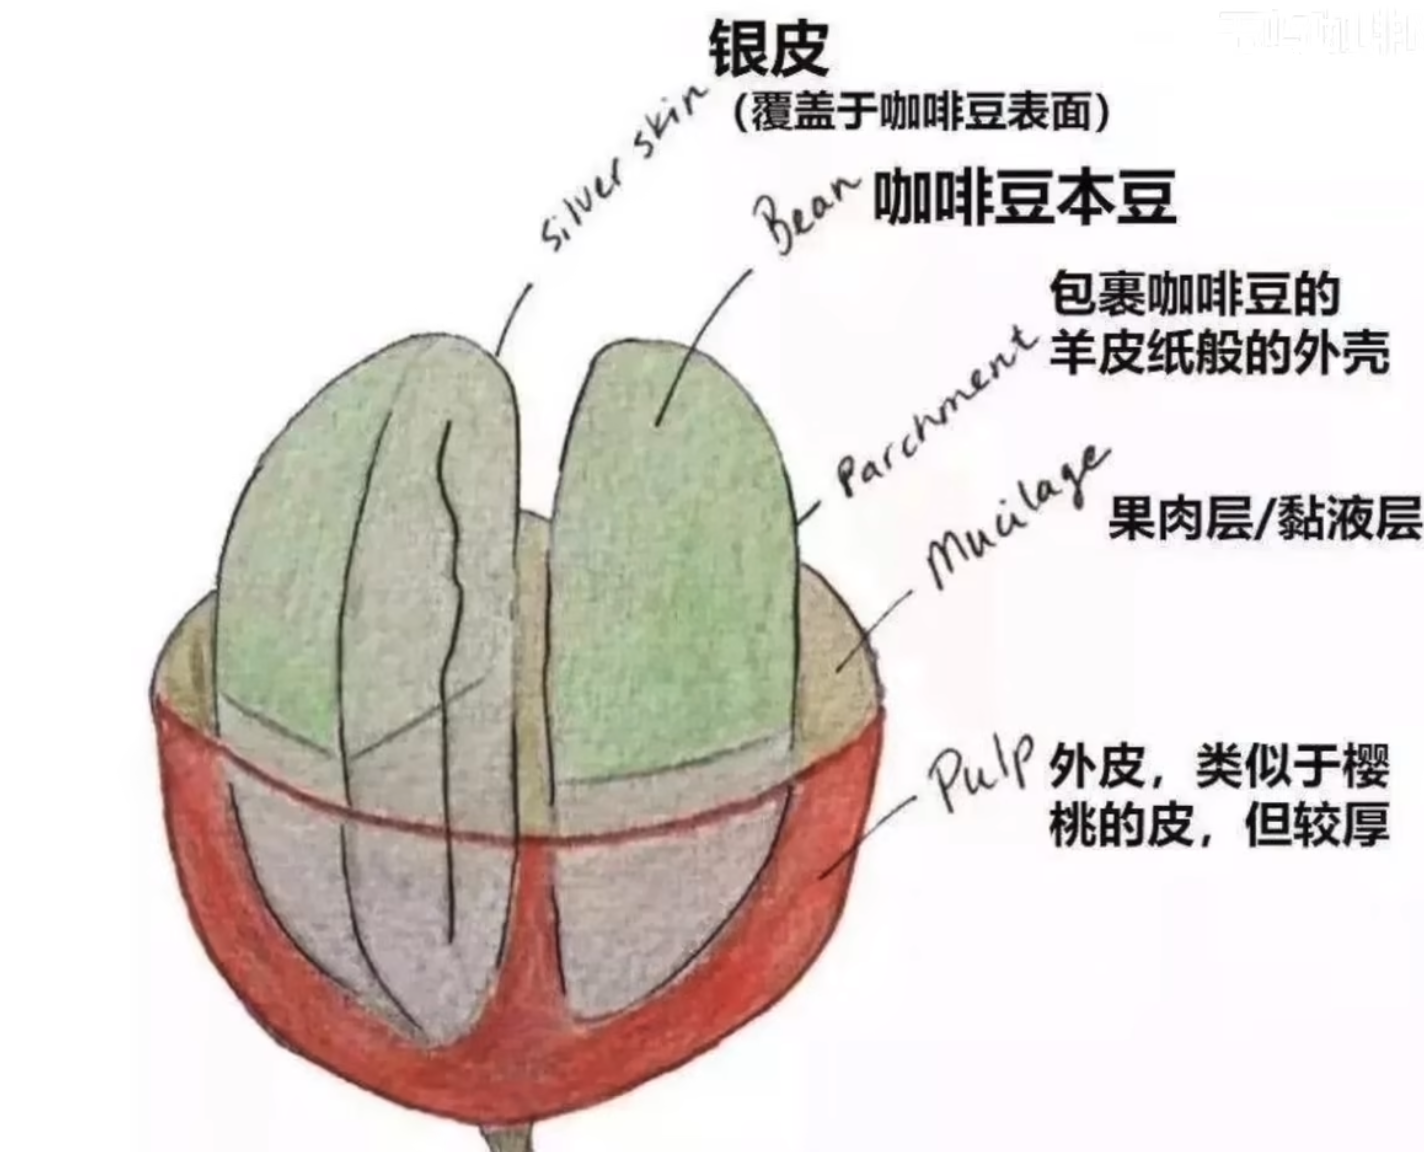 银皮
silver skin
（覆盖于咖啡豆表面）
Bean 咖啡豆本豆
包裹咖啡豆的
羊皮纸般的外壳
Parchment
Mucilage
果肉层/黏液层
Pulp
外皮，类似于樱
桃的皮，但较厚